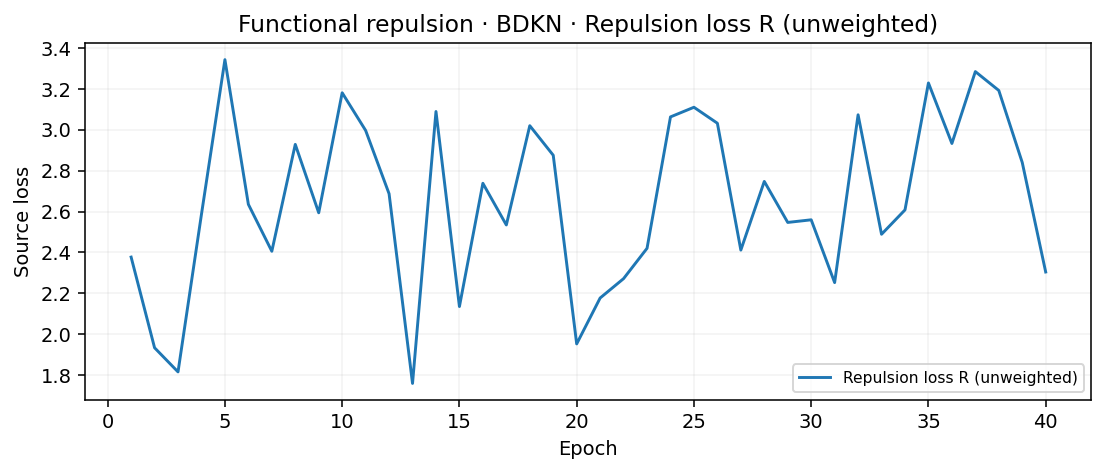 Functional repulsion · BDKN · Repulsion loss R (unweighted)
Source loss
3.4
3.2
3.0
2.8
2.6
2.4
2.2
2.0
1.8
Repulsion loss R (unweighted)
0 5 10 15 20 25 30 35 40
Epoch